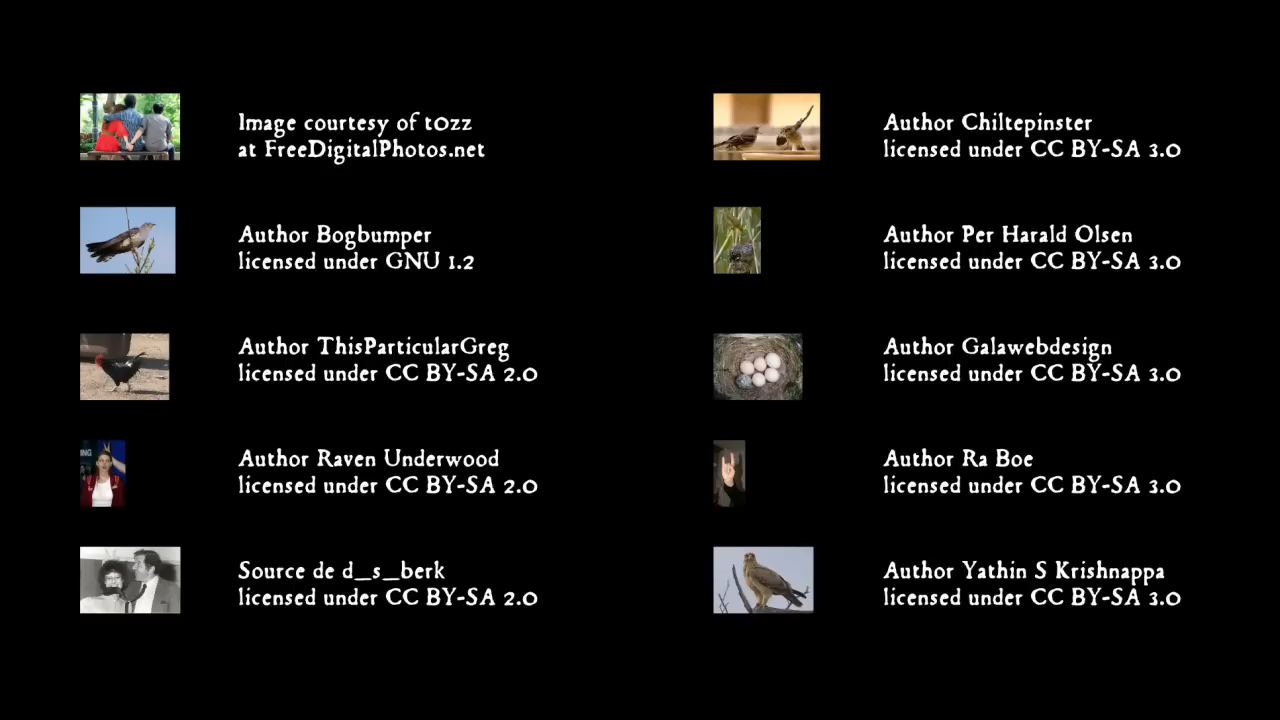 Image courtesy of tozz
at FreeDigitalPhotos.net
Author Bogbumper
licensed under GNU 1.2
Author ThisParticularGreg
licensed under CC BY-SA 2.0
Author Raven Underwood
licensed under CC BY-SA 2.0
Source de d_s_berk
licensed under CC BY-SA 2.0
Author Chiltepinster
licensed under CC BY-SA 3.0
Author Per Harald Olsen
licensed under CC BY-SA 3.0
Author Galawebdesign
licensed under CC BY-SA 3.0
Author Ra Boe
licensed under CC BY-SA 3.0
Author Yathin S Krishnappa
licensed under CC BY-SA 3.0